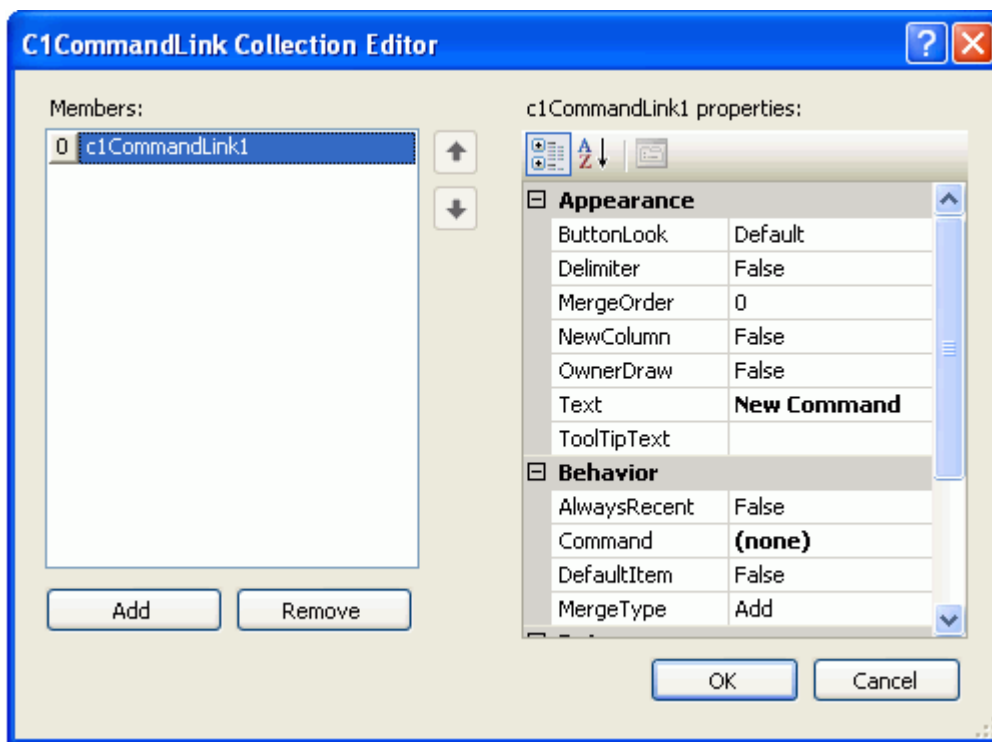 C1CommandLink Collection Editor
Members:
0 c1CommandLink1
Add Remove
c1CommandLink1 properties:
Appearance
ButtonLook Default
Delimiter False
MergeOrder 0
NewColumn False
OwnerDraw False
Text New Command
ToolTipText
Behavior
AlwaysRecent False
Command (none)
DefaultItem False
MergeType Add
OK Cancel